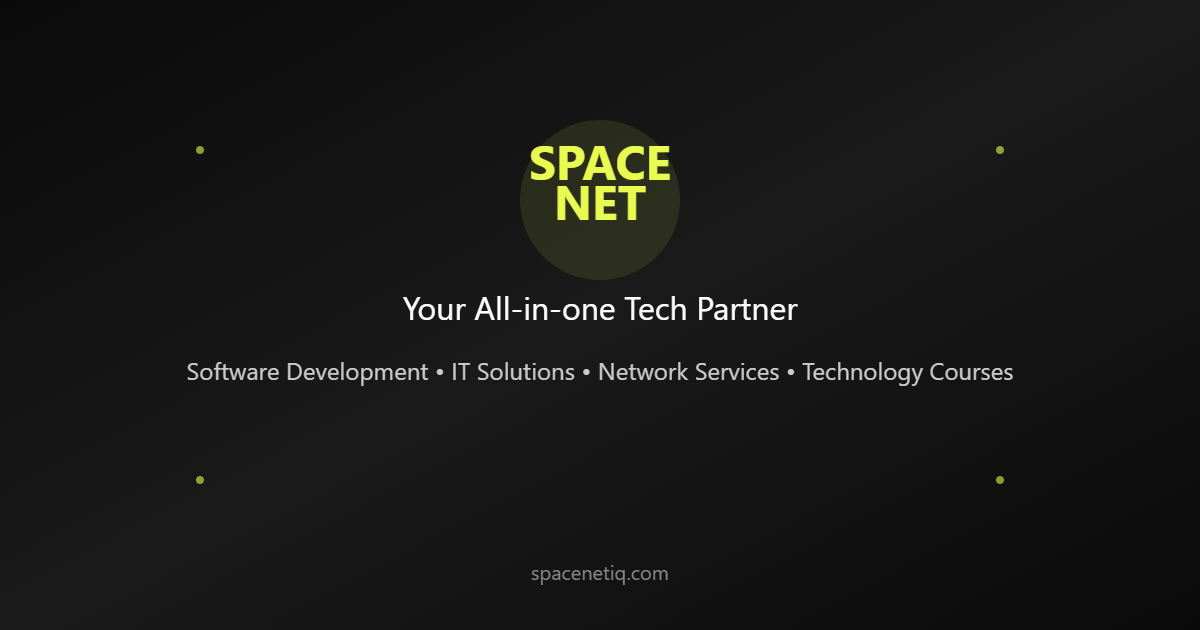 SPACE
NET
Your All-in-one Tech Partner
Software Development • IT Solutions • Network Services • Technology Courses
spacenetiq.com